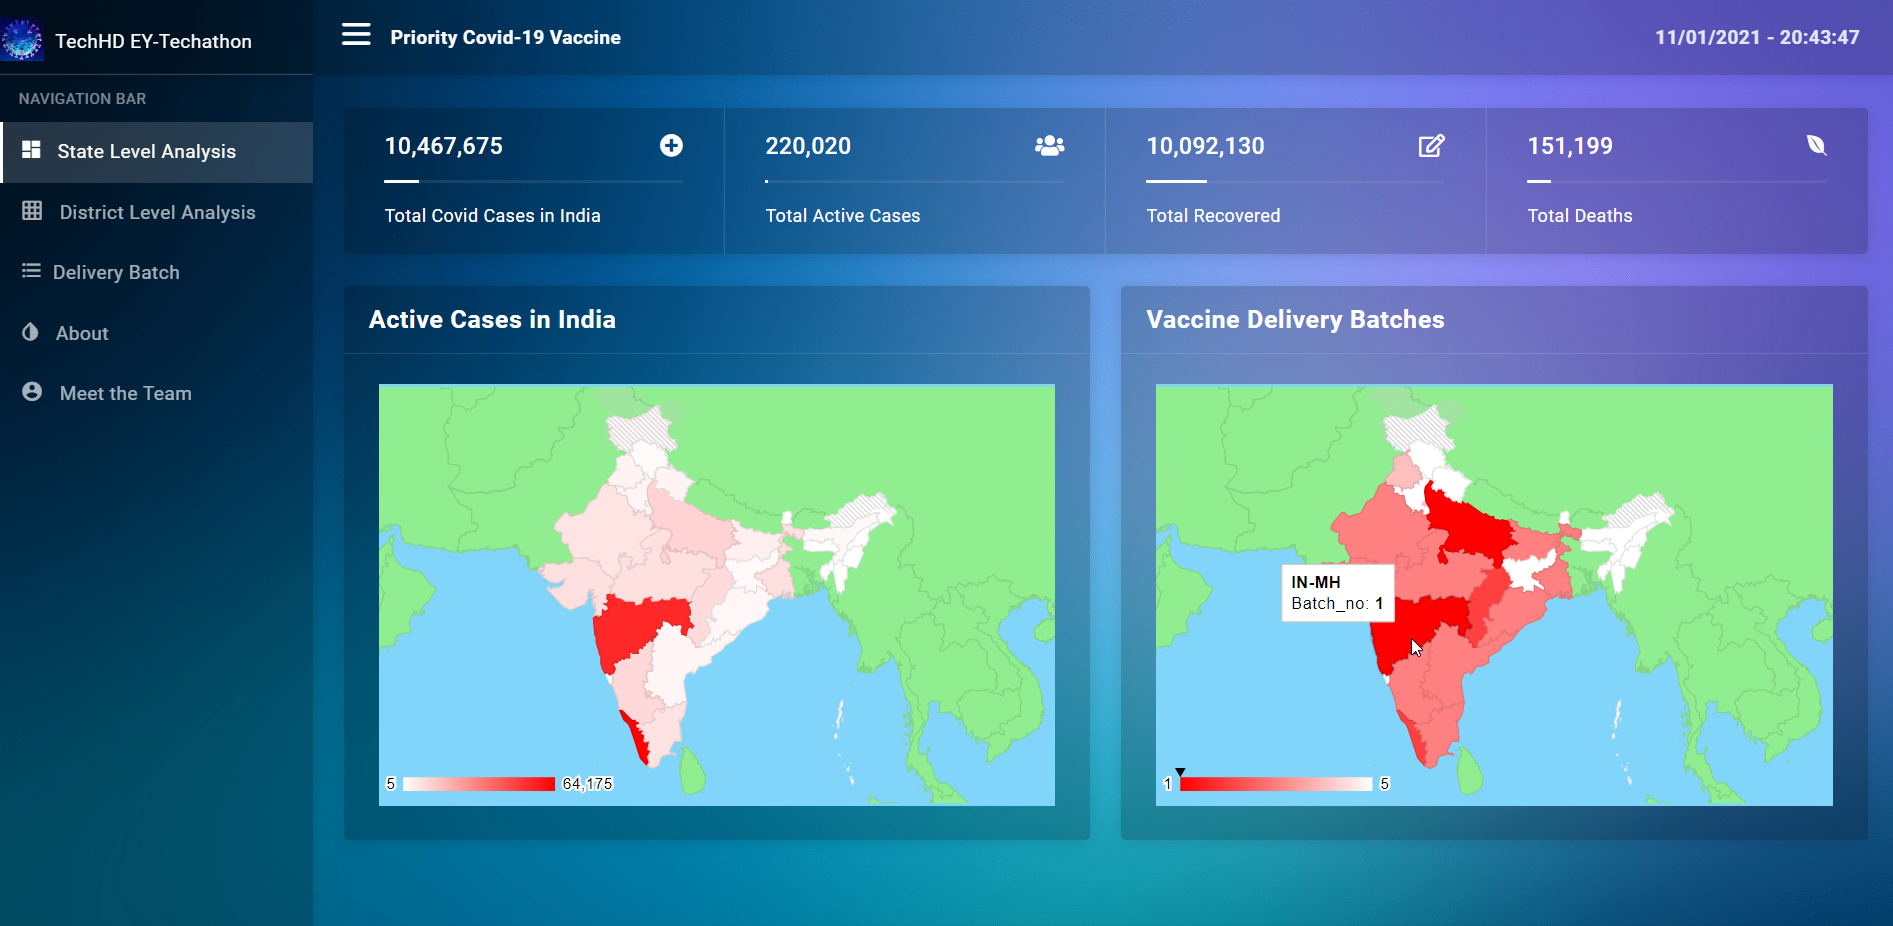 TechHD EY-Techathon
Priority Covid-19 Vaccine
11/01/2021 - 20:43:47
NAVIGATION BAR
State Level Analysis
District Level Analysis
Delivery Batch
About
Meet the Team
10,467,675
Total Covid Cases in India
220,020
Total Active Cases
10,092,130
Total Recovered
151,199
Total Deaths
Active Cases in India
5
64,175
Vaccine Delivery Batches
IN-MH
Batch_no: 1
1
5